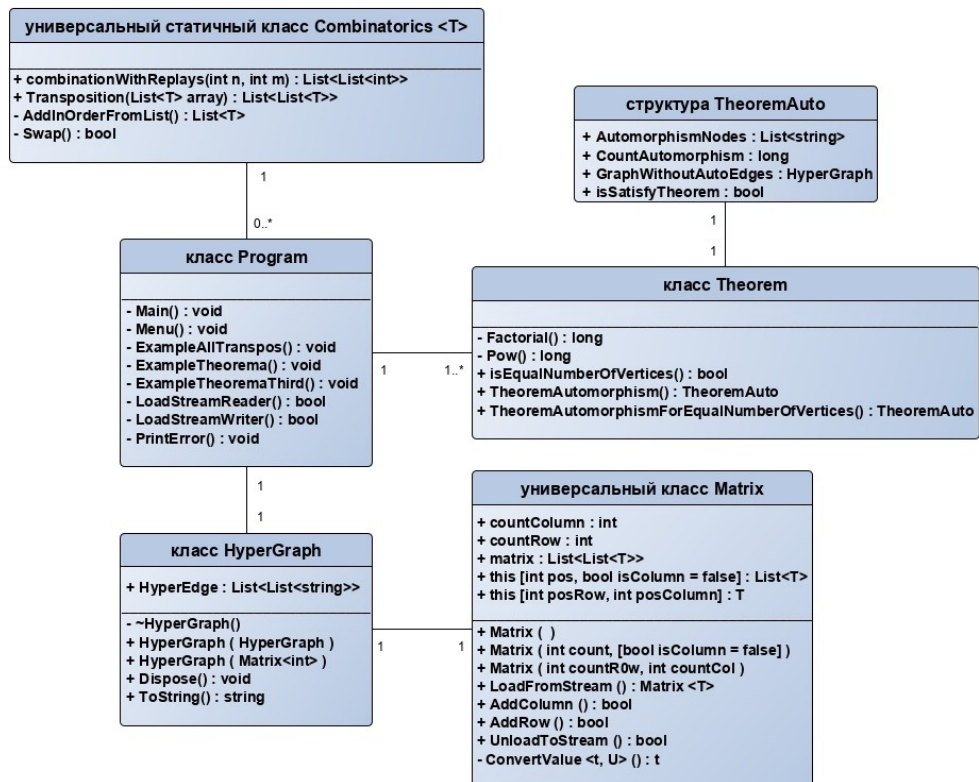 универсальный статичный класс Combinatorics <T>
+ combinationWithReplays(int n, int m) : List<List<int>>
+ Transposition(List<T> array) : List<List<T>>
- AddInOrderFromList() : List<T>
- Swap() : bool
структура TheoremAuto
+ AutomorphismNodes : List<string>
+ CountAutomorphism : long
+ GraphWithoutAutoEdges : HyperGraph
+ isSatisfyTheorem : bool
1
0..*
1
1
класс Program
- Main() : void
- Menu() : void
- ExampleAllTranspos() : void
- ExampleTheorema() : void
- ExampleTheoremaThird() : void
- LoadStreamReader() : bool
- LoadStreamWriter() : bool
- PrintError() : void
1
1..*
класс Theorem
- Factorial() : long
- Pow() : long
+ isEqualNumberOfVertices() : bool
+ TheoremAutomorphism() : TheoremAuto
+ TheoremAutomorphismForEqualNumberOfVertices() : TheoremAuto
1
1
класс HyperGraph
+ HyperEdge : List<List<string>>
- ~HyperGraph()
+ HyperGraph ( HyperGraph )
+ HyperGraph ( Matrix<int> )
+ Dispose() : void
+ ToString() : string
1
1
универсальный класс Matrix
+ countColumn : int
+ countRow : int
+ matrix : List<List<T>>
+ this [int pos, bool isColumn = false] : List<T>
+ this [int posRow, int posColumn] : T
+ Matrix ( )
+ Matrix ( int count, [bool isColumn = false] )
+ Matrix ( int countR0w, int countCol )
+ LoadFromStream () : Matrix <T>
+ AddColumn () : bool
+ AddRow () : bool
+ UnloadToStream () : bool
- ConvertValue <t, U> () : t